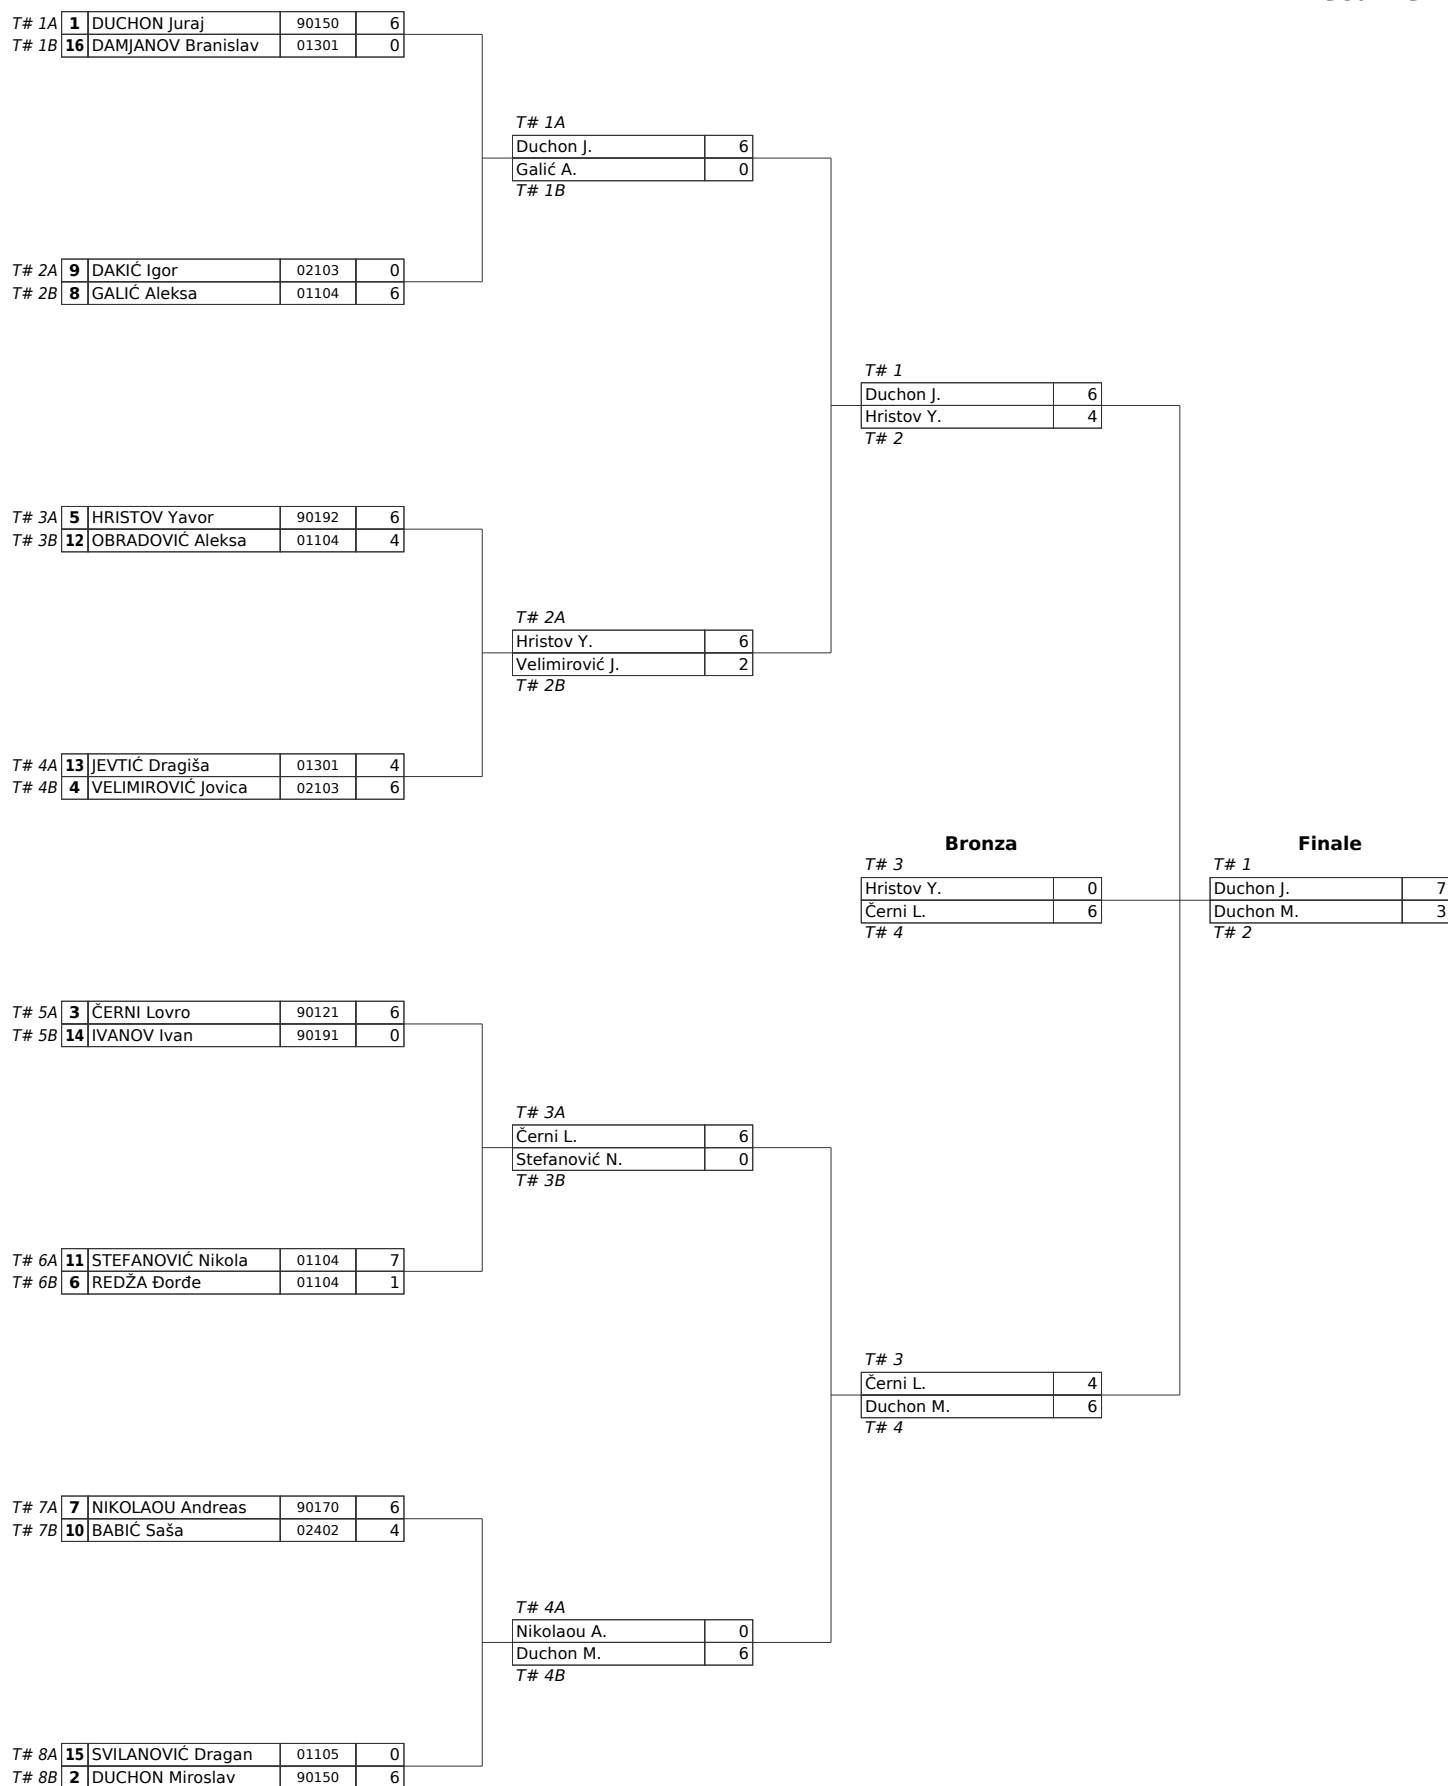 T# 1A 1 DUCHON Juraj 90150 6
T# 1B 16 DAMJANOV Branislav 01301 0
T# 1A
Duchon J. 6
Galić A. 0
T# 1B
T# 2A 9 DAKIĆ Igor 02103 0
T# 2B 8 GALIĆ Aleksa 01104 6
T# 1
Duchon J. 6
Hristov Y. 4
T# 2
T# 3A 5 HRISTOV Yavor 90192 6
T# 3B 12 OBRADOVIĆ Aleksa 01104 4
T# 2A
Hristov Y. 6
Velimirović J. 2
T# 2B
T# 4A 13 JEVTIĆ Dragiša 01301 4
T# 4B 4 VELIMIROVIĆ Jovica 02103 6
Bronza Finale
T# 3 T# 1
Hristov Y. 0 Duchon J. 7
Černi L. 6 Duchon M. 3
T# 4 T# 2
T# 5A 3 ČERNI Lovro 90121 6
T# 5B 14 IVANOV Ivan 90191 0
T# 3A
Černi L. 6
Stefanović N. 0
T# 3B
T# 6A 11 STEFANOVIĆ Nikola 01104 7
T# 6B 6 REDŽA Đorđe 01104 1
T# 3
Černi L. 4
Duchon M. 6
T# 4
T# 7A 7 NIKOLAOU Andreas 90170 6
T# 7B 10 BABIĆ Saša 02402 4
T# 4A
Nikolaou A. 0
Duchon M. 6
T# 4B
T# 8A 15 SVILANOVIĆ Dragan 01105 0
T# 8B 2 DUCHON Miroslav 90150 6